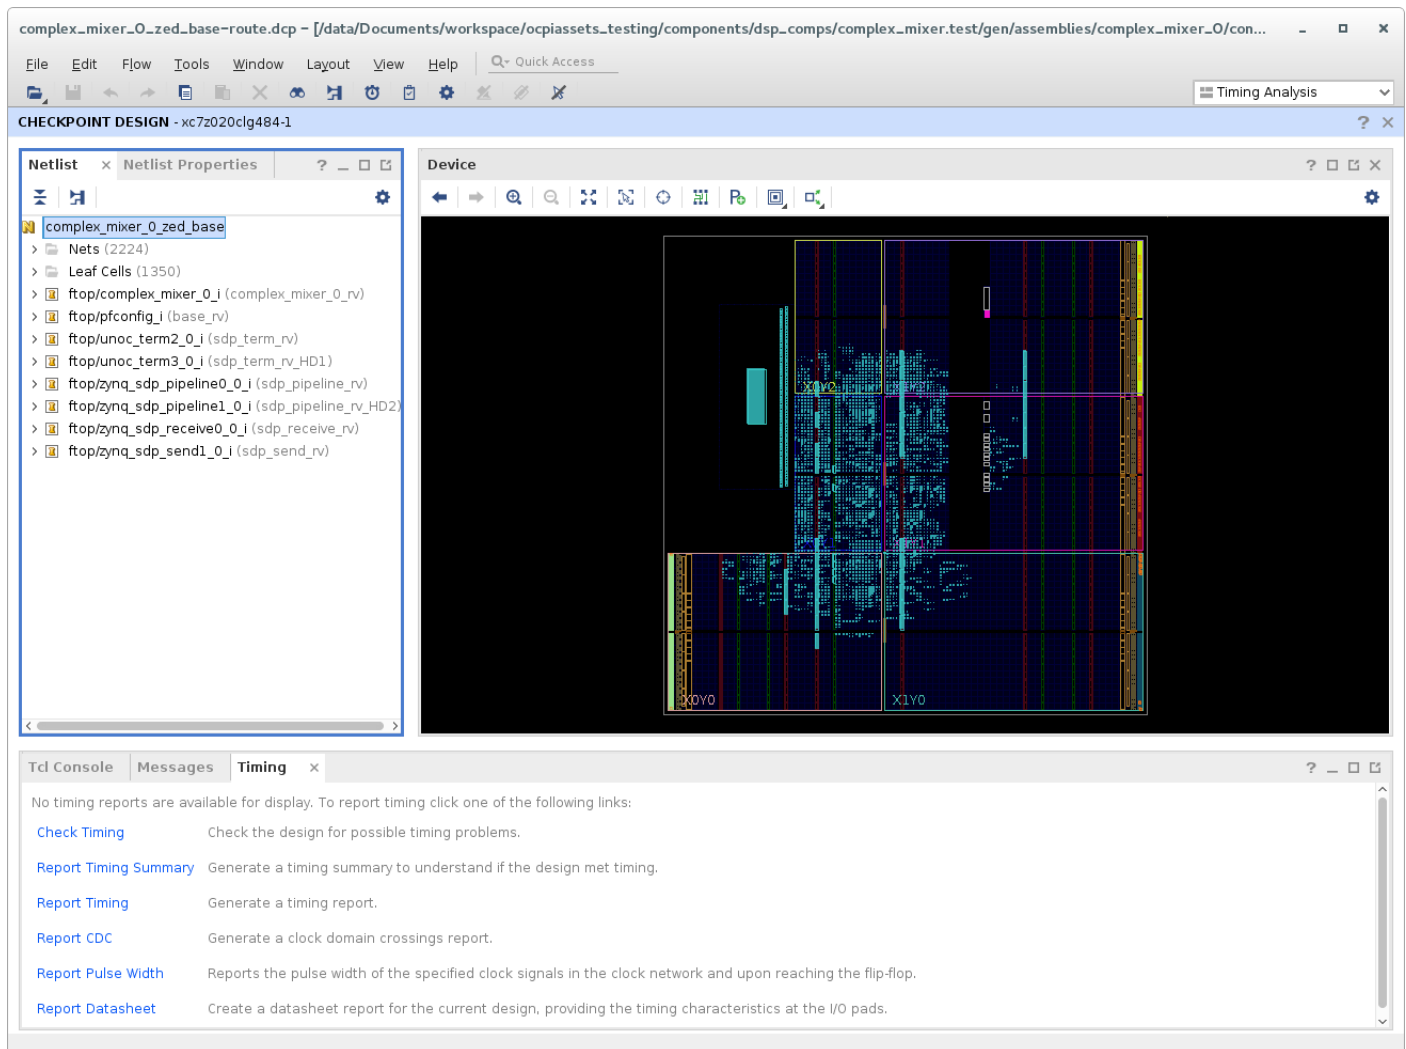 complex_mixer_0_zed_base-route.dcp - [/data/Documents/workspace/ocpiassets_testing/components/dsp_comps/complex_mixer.test/gen/assemblies/complex_mixer_0/con...
File Edit Flow Tools Window Layout View Help Quick Access
Timing Analysis
CHECKPOINT DESIGN - xc7z020clg484-1
Netlist Netlist Properties
complex_mixer_0_zed_base
Nets (2224)
Leaf Cells (1350)
ftop/complex_mixer_0_i (complex_mixer_0_rv)
ftop/pfconfig_i (base_rv)
ftop/unoc_term2_0_i (sdp_term_rv)
ftop/unoc_term3_0_i (sdp_term_rv_HD1)
ftop/zynq_sdp_pipeline0_0_i (sdp_pipeline_rv)
ftop/zynq_sdp_pipeline1_0_i (sdp_pipeline_rv_HD2)
ftop/zynq_sdp_receive0_0_i (sdp_receive_rv)
ftop/zynq_sdp_send1_0_i (sdp_send_rv)
Device
X0Y2
X0Y0
X1Y0
Tcl Console Messages Timing
No timing reports are available for display. To report timing click one of the following links:
Check Timing Check the design for possible timing problems.
Report Timing Summary Generate a timing summary to understand if the design met timing.
Report Timing Generate a timing report.
Report CDC Generate a clock domain crossings report.
Report Pulse Width Reports the pulse width of the specified clock signals in the clock network and upon reaching the flip-flop.
Report Datasheet Create a datasheet report for the current design, providing the timing characteristics at the I/O pads.